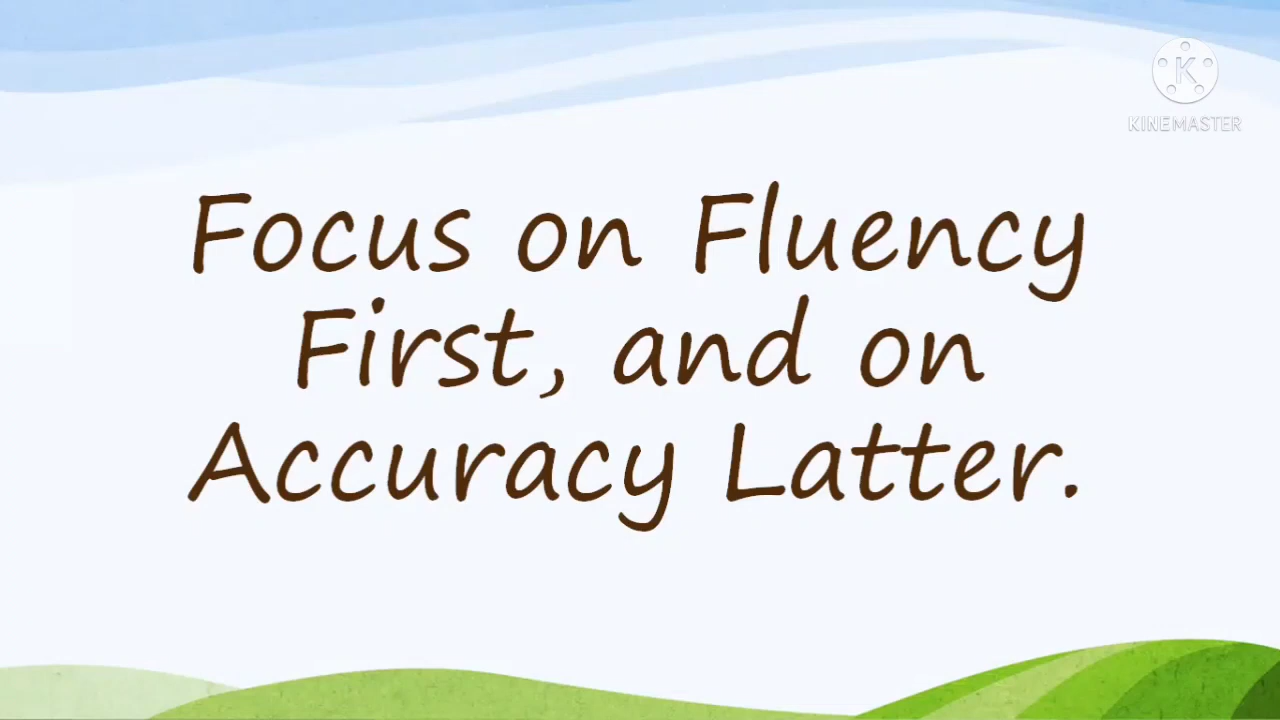 K
KINEMASTER
Focus on Fluency
First, and on
Accuracy Latter.